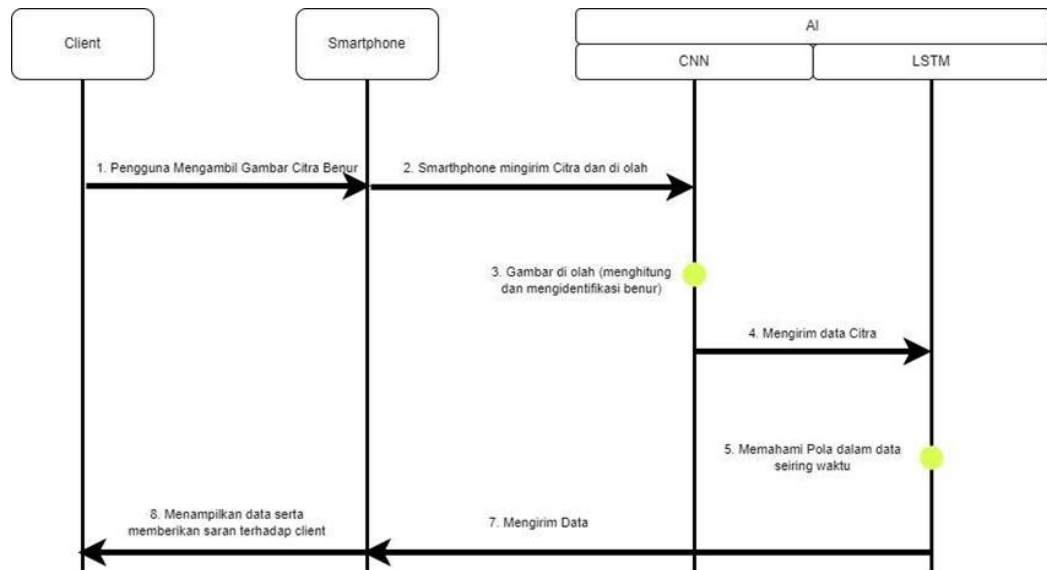 Client
Smartphone
AI
CNN
LSTM
1. Pengguna Mengambil Gambar Citra Benur
2. Smarthphone mingirim Citra dan di olah
3. Gambar di olah (menghitung
dan mengidentifikasi benur)
4. Mengirim data Citra
5. Memahami Pola dalam data
seiring waktu
8. Menampilkan data serta
memberikan saran terhadap client
7. Mengirim Data